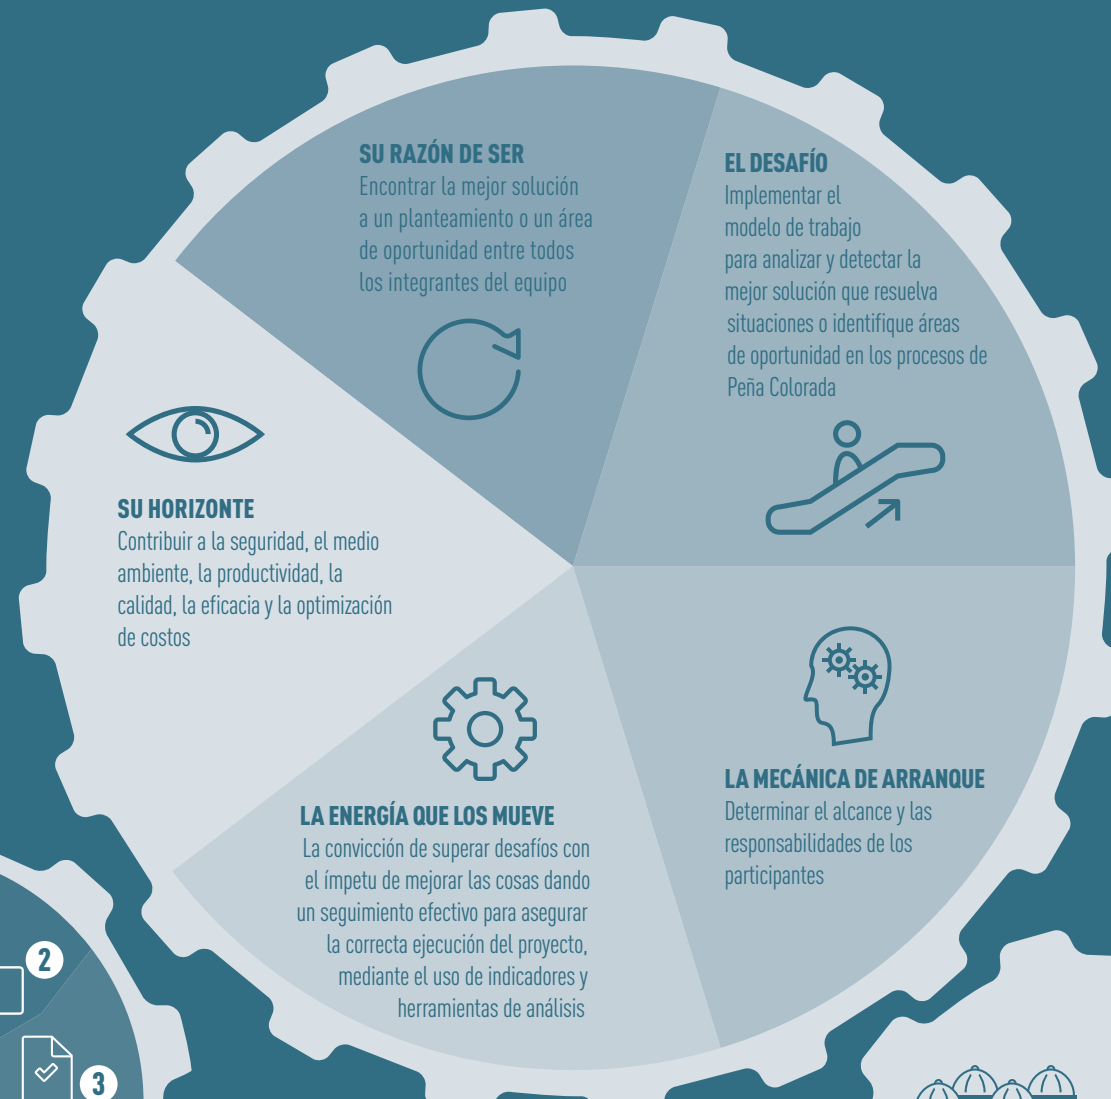 SU RAZÓN DE SER
Encontrar la mejor solución
a un planteamiento o un área
de oportunidad entre todos
los integrantes del equipo
EL DESAFÍO
Implementar el
modelo de trabajo
para analizar y detectar la
mejor solución que resuelva
situaciones o identifique áreas
de oportunidad en los procesos de
Peña Colorada
SU HORIZONTE
Contribuir a la seguridad, el medio
ambiente, la productividad, la
calidad, la eficacia y la optimización
de costos
LA MECÁNICA DE ARRANQUE
Determinar el alcance y las
responsabilidades de los
participantes
LA ENERGÍA QUE LOS MUEVE
La convicción de superar desafíos con
el ímpetu de mejorar las cosas dando
un seguimiento efectivo para asegurar
la correcta ejecución del proyecto,
mediante el uso de indicadores y
herramientas de análisis
2
3